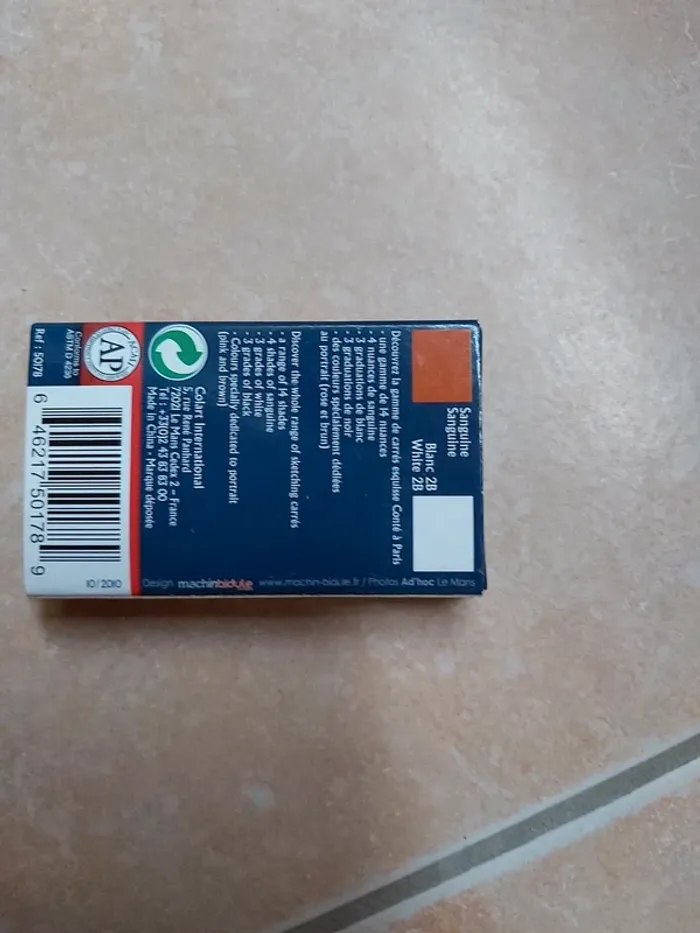 Sanguine
Sanguine
Blanc 2B
White 2B
Découvrez la gamme de carrés esquisse Conté à Paris
• une gamme de 14 nuances
• 4 nuances de sanguine
• 3 graduations de blanc
• 3 graduations de noir
• des couleurs spécialement dédiées
au portrait (rose et brun)
Discover the whole range of sketching carrés
• a range of 14 shades
• 4 shades of sanguine
• 3 grades of white
• 3 grades of black
• Colours specially dedicated to portrait
(pink and brown)
Colart International
5, rue René Panhard
72021 Le Mans Cedex 2 – France
Tél : +33(0)2 43 83 83 00
Made in China • Marque déposée
ACMI
AP
Conforms to
ASTM D 4236
Réf : 50178
6 46217 50178 9
10/2010
Design machinbidule www.machin-bidule.fr / Photos Ad'hoc Le Mans